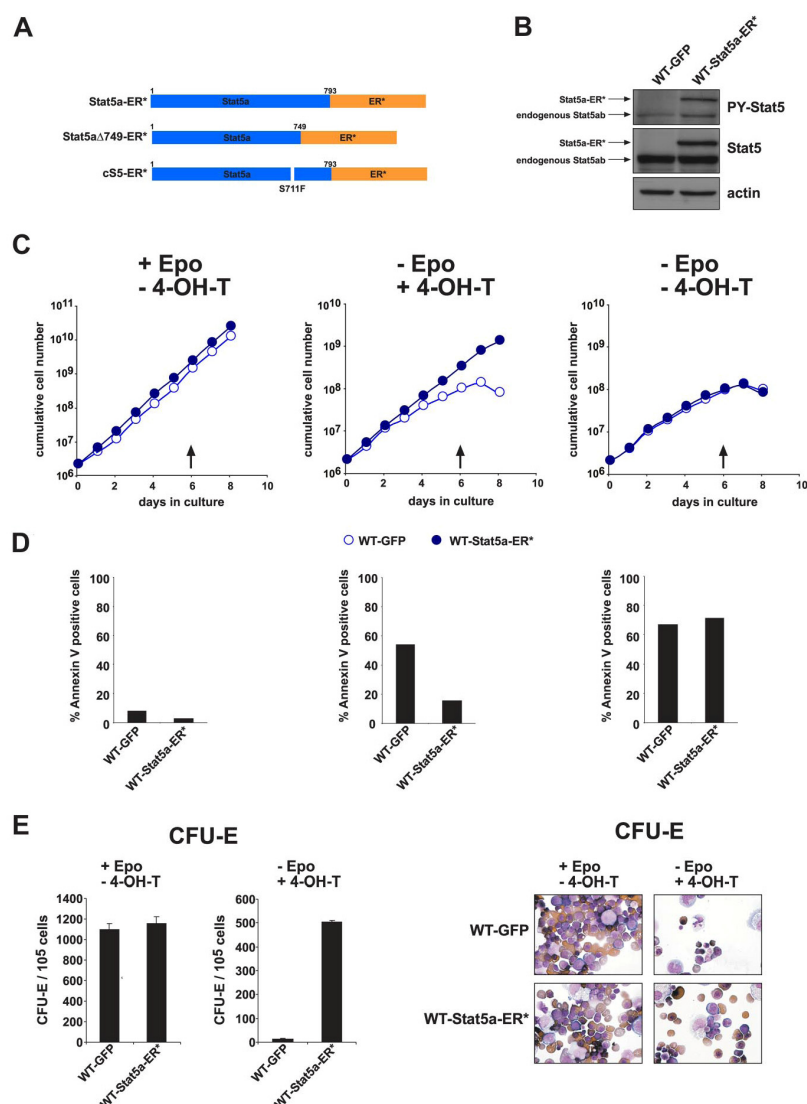 A
1
793
Stat5a-ER*
Stat5a
ER*
1
749
Stat5aΔ749-ER*
Stat5a
ER*
1
793
cS5-ER*
Stat5a
ER*
S711F
B
WT-GFP
WT-Stat5a-ER*
Stat5a-ER*
endogenous Stat5ab
PY-Stat5
Stat5a-ER*
endogenous Stat5ab
Stat5
actin
C
+ Epo
- 4-OH-T
cumulative cell number
10¹¹
10¹⁰
10⁹
10⁸
10⁷
10⁶
0 2 4 6 8 10
days in culture
- Epo
+ 4-OH-T
cumulative cell number
10¹⁰
10⁹
10⁸
10⁷
10⁶
0 2 4 6 8 10
days in culture
- Epo
- 4-OH-T
cumulative cell number
10¹⁰
10⁹
10⁸
10⁷
10⁶
0 2 4 6 8 10
days in culture
D
WT-GFP
WT-Stat5a-ER*
% Annexin V positive cells
100
80
60
40
20
0
WT-GFP
WT-Stat5a-ER*
% Annexin V positive cells
100
80
60
40
20
0
WT-GFP
WT-Stat5a-ER*
% Annexin V positive cells
100
80
60
40
20
0
WT-GFP
WT-Stat5a-ER*
E
CFU-E
+ Epo
- 4-OH-T
CFU-E / 10⁵ cells
1400
1200
1000
800
600
400
200
0
WT-GFP
WT-Stat5a-ER*
- Epo
+ 4-OH-T
CFU-E / 10⁵ cells
600
500
400
300
200
100
0
WT-GFP
WT-Stat5a-ER*
CFU-E
+ Epo
- 4-OH-T
- Epo
+ 4-OH-T
WT-GFP
WT-Stat5a-ER*